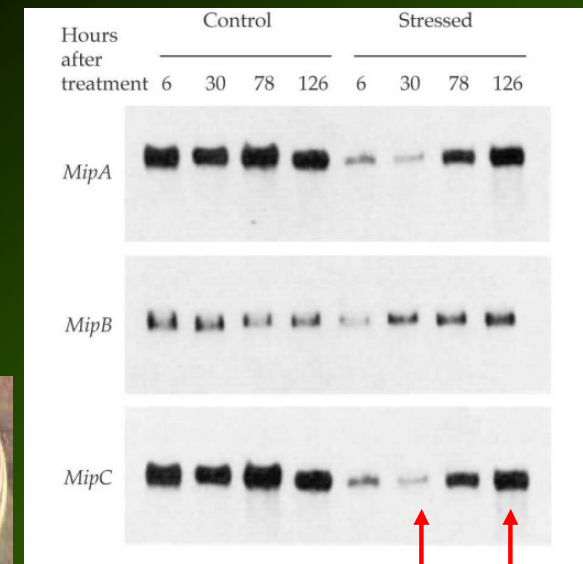 Control Stressed
Hours
after
treatment 6 30 78 126 6 30 78 126
MipA
MipB
MipC